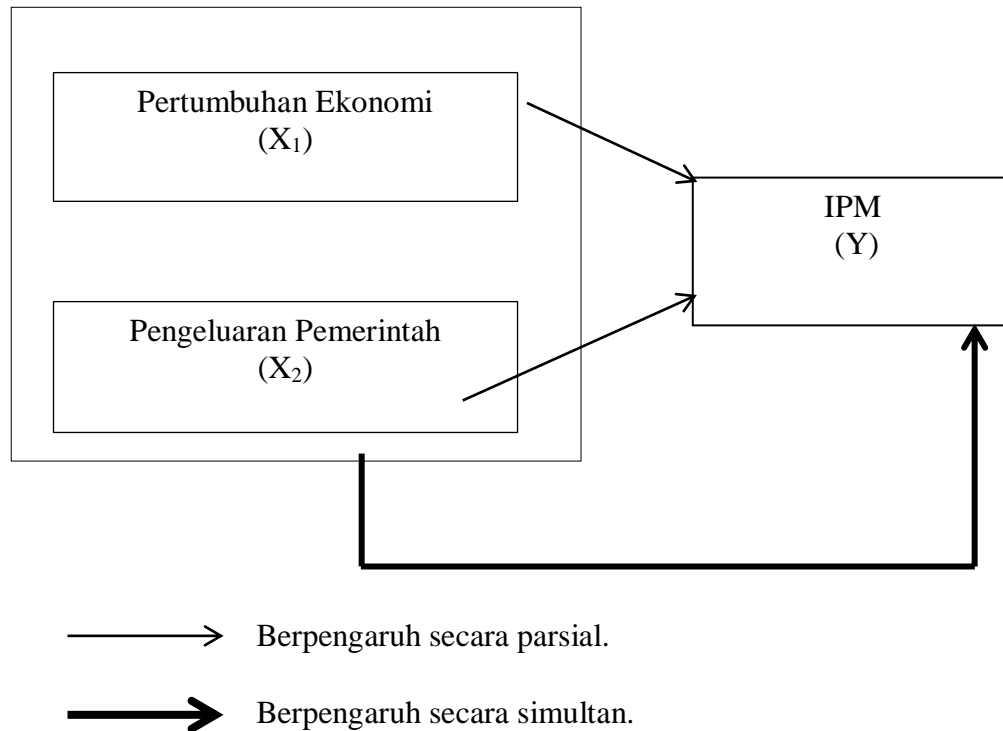 Pertumbuhan Ekonomi
(X₁)
IPM
(Y)
Pengeluaran Pemerintah
(X₂)
Berpengaruh secara parsial.
Berpengaruh secara simultan.